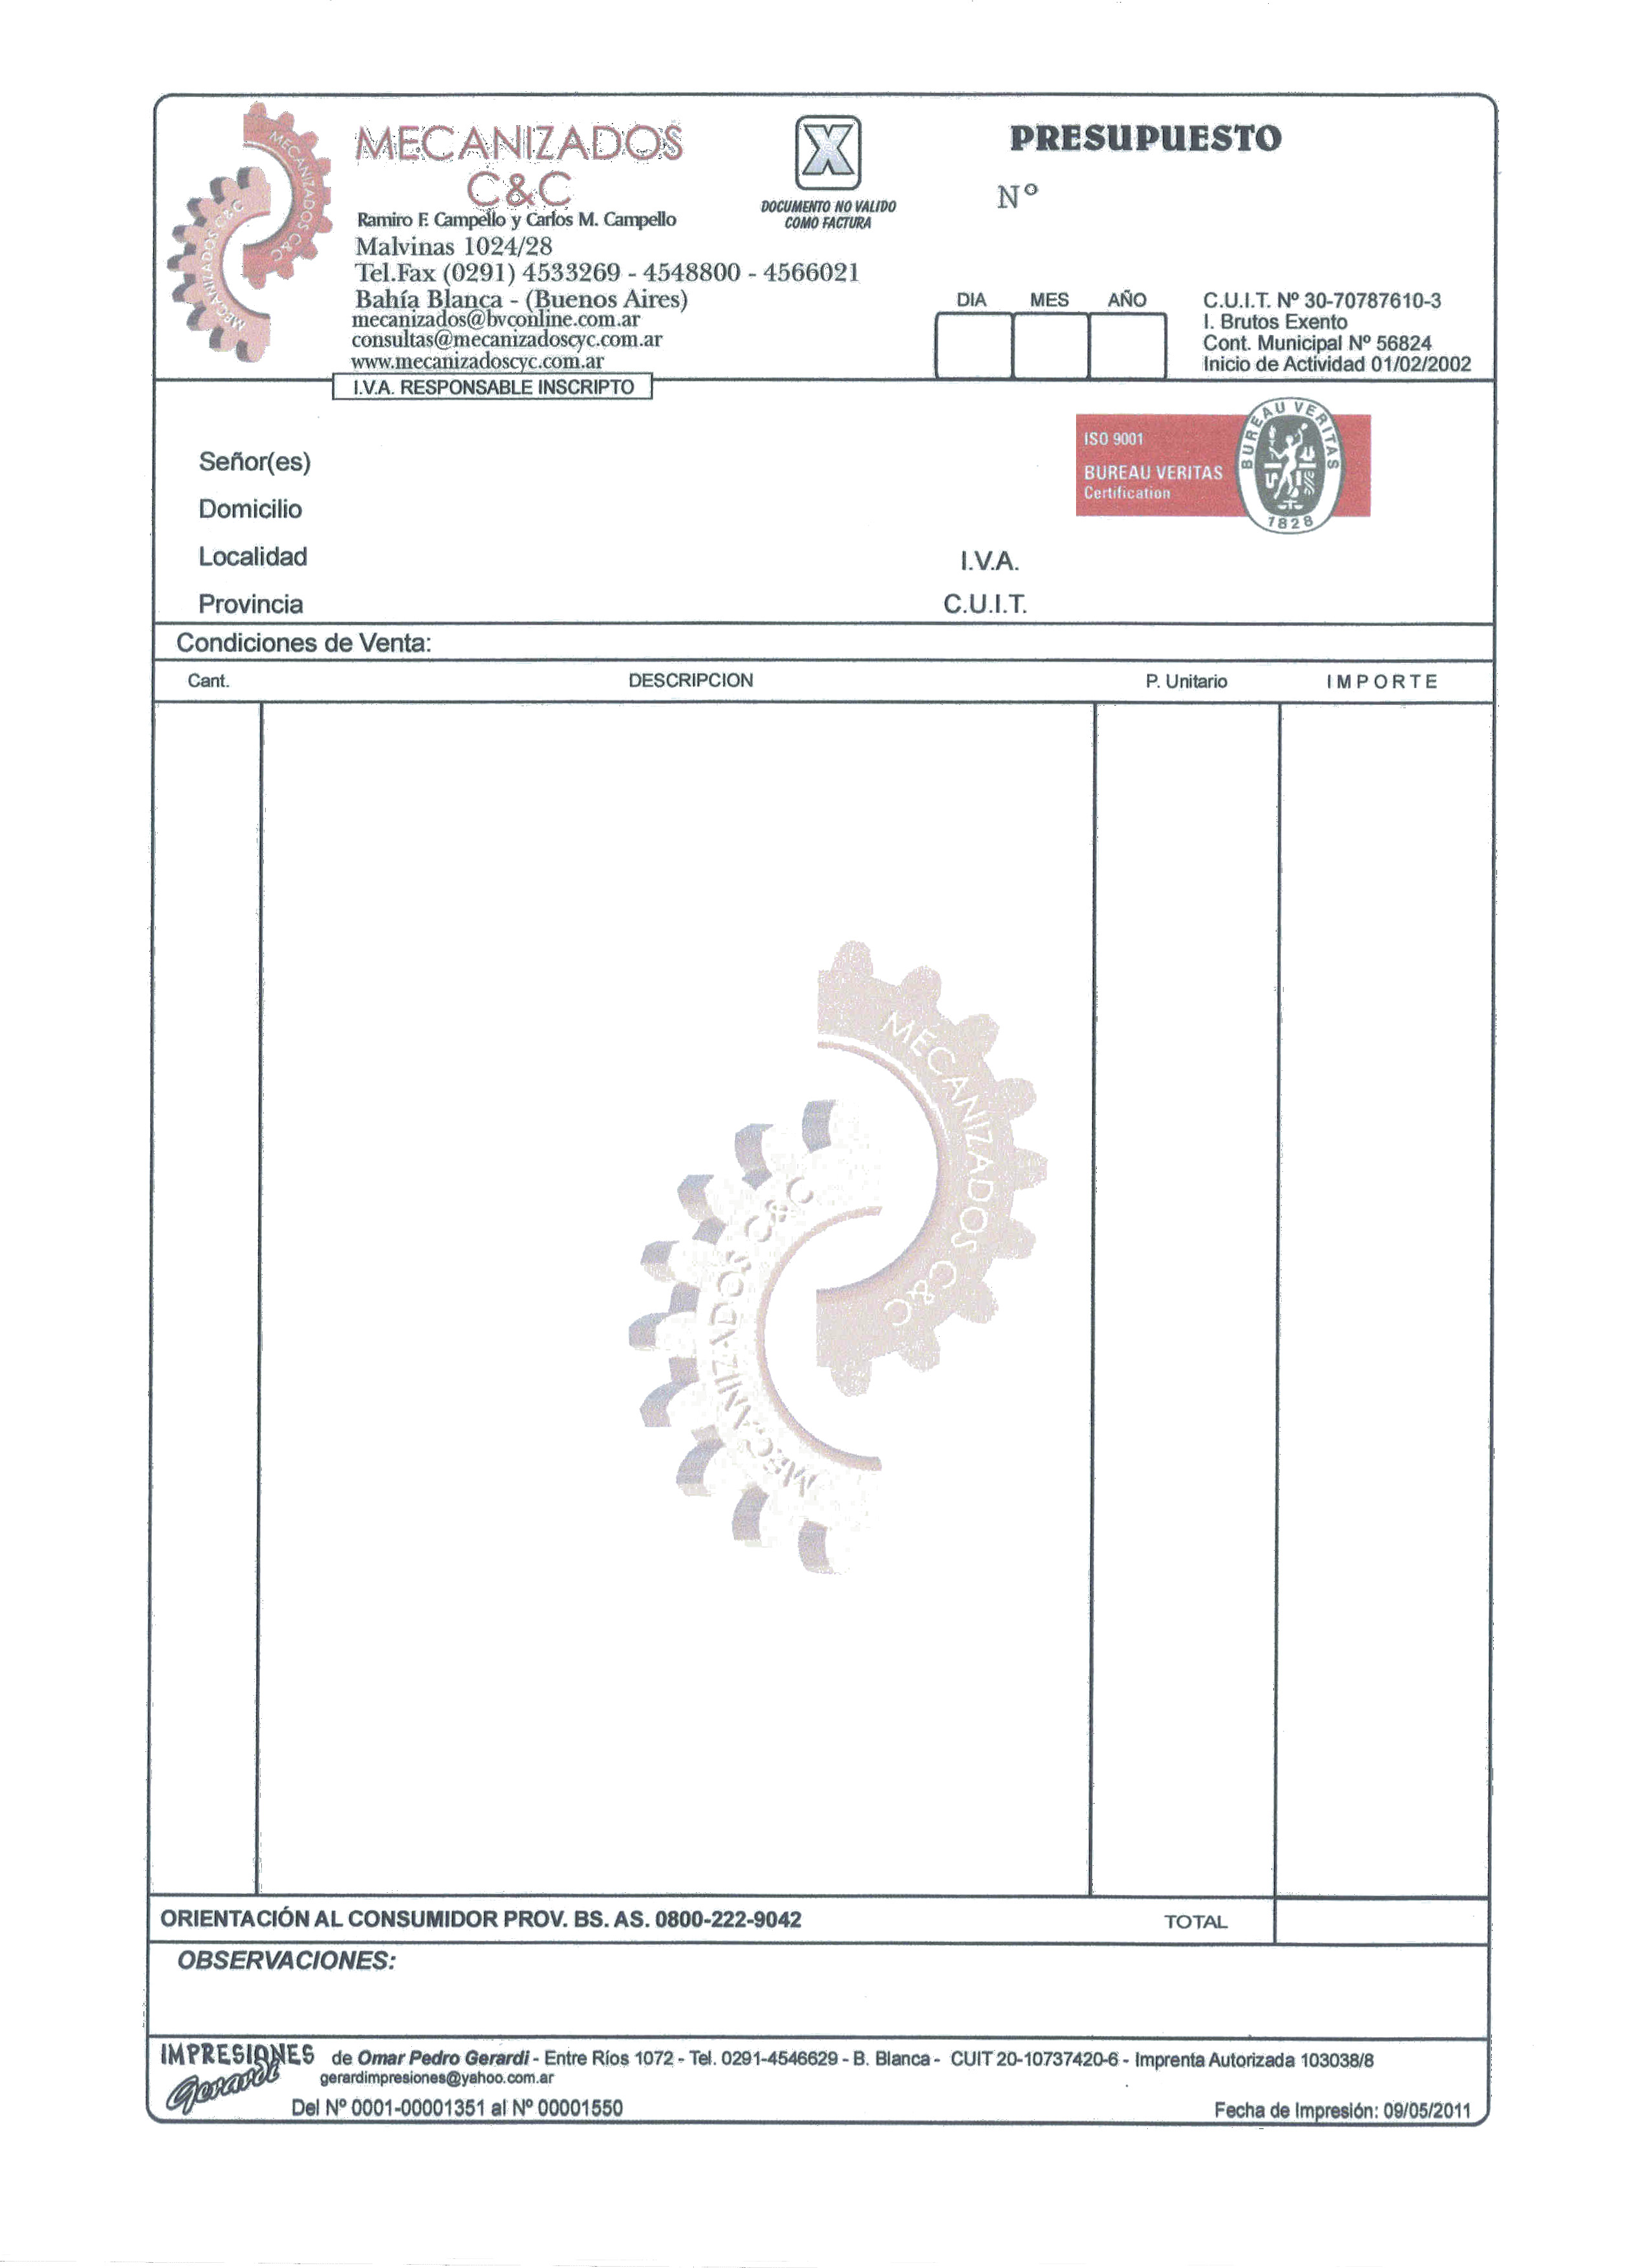 MECANIZADOS
C&C
MECANIZADOS C&C
MECANIZADOS C&C
Ramiro F. Campello y Carlos M. Campello
Malvinas 1024/28
Tel.Fax (0291) 4533269 - 4548800 - 4566021
Bahía Blanca - (Buenos Aires)
mecanizados@bvconline.com.ar
consultas@mecanizadoscyc.com.ar
www.mecanizadoscyc.com.ar
I.V.A. RESPONSABLE INSCRIPTO
X
DOCUMENTO NO VALIDO
COMO FACTURA
PRESUPUESTO
Nº
DIA MES AÑO
C.U.I.T. Nº 30-70787610-3
I. Brutos Exento
Cont. Municipal Nº 56824
Inicio de Actividad 01/02/2002
ISO 9001
BUREAU VERITAS
Certification
BUREAU VERITAS
1828
Señor(es)
Domicilio
Localidad
I.V.A.
Provincia
C.U.I.T.
Condiciones de Venta:
Cant. DESCRIPCION P. Unitario IMPORTE
MECANIZADOS C&C
MECANIZADOS C&C
ORIENTACIÓN AL CONSUMIDOR PROV. BS. AS. 0800-222-9042 TOTAL
OBSERVACIONES:
IMPRESIONES Gerardi de Omar Pedro Gerardi - Entre Ríos 1072 - Tel. 0291-4546629 - B. Blanca - CUIT 20-10737420-6 - Imprenta Autorizada 103038/8
gerardimpresiones@yahoo.com.ar
Del Nº 0001-00001351 al Nº 00001550 Fecha de Impresión: 09/05/2011